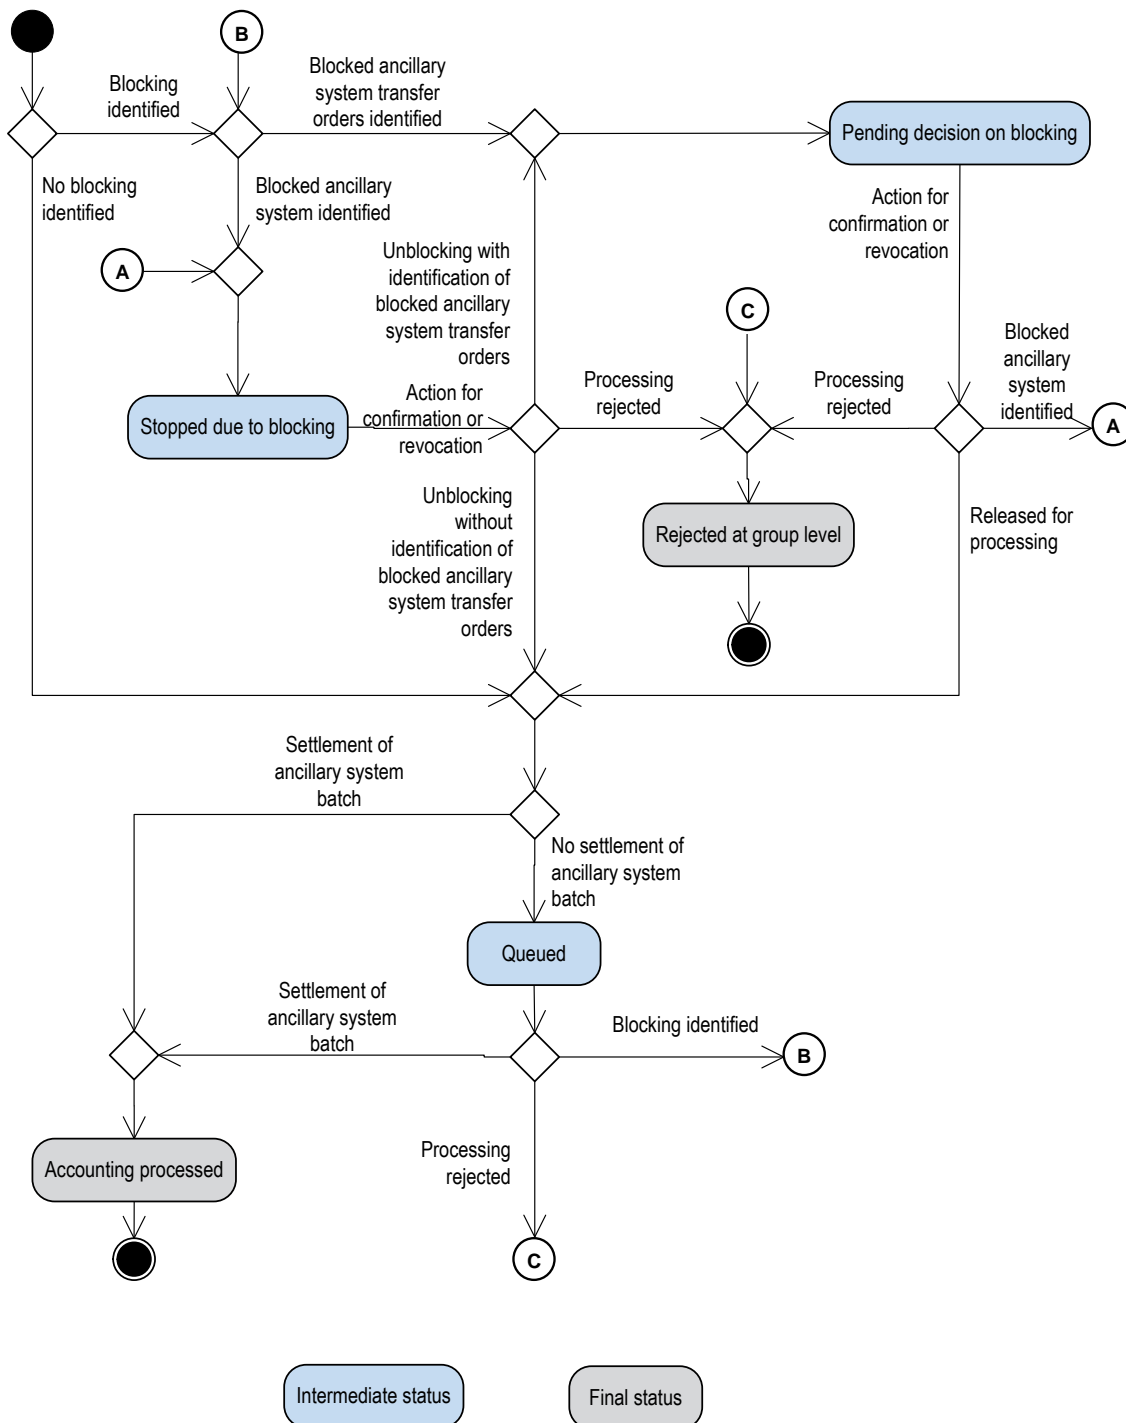 B
Blocking
identified
Blocked ancillary
system transfer
orders identified
Pending decision on blocking
No blocking
identified
Blocked ancillary
system identified
Action for
confirmation or
revocation
A
Unblocking with
identification of
blocked ancillary
system transfer
orders
C
Blocked
ancillary
system
identified
Processing
rejected
Processing
rejected
Stopped due to blocking
Action for
confirmation or
revocation
A
Unblocking
without
identification of
blocked ancillary
system transfer
orders
Rejected at group level
Released for
processing
Settlement of
ancillary system
batch
No settlement of
ancillary system
batch
Queued
Settlement of
ancillary system
batch
Blocking identified
B
Processing
rejected
Accounting processed
C
Intermediate status
Final status